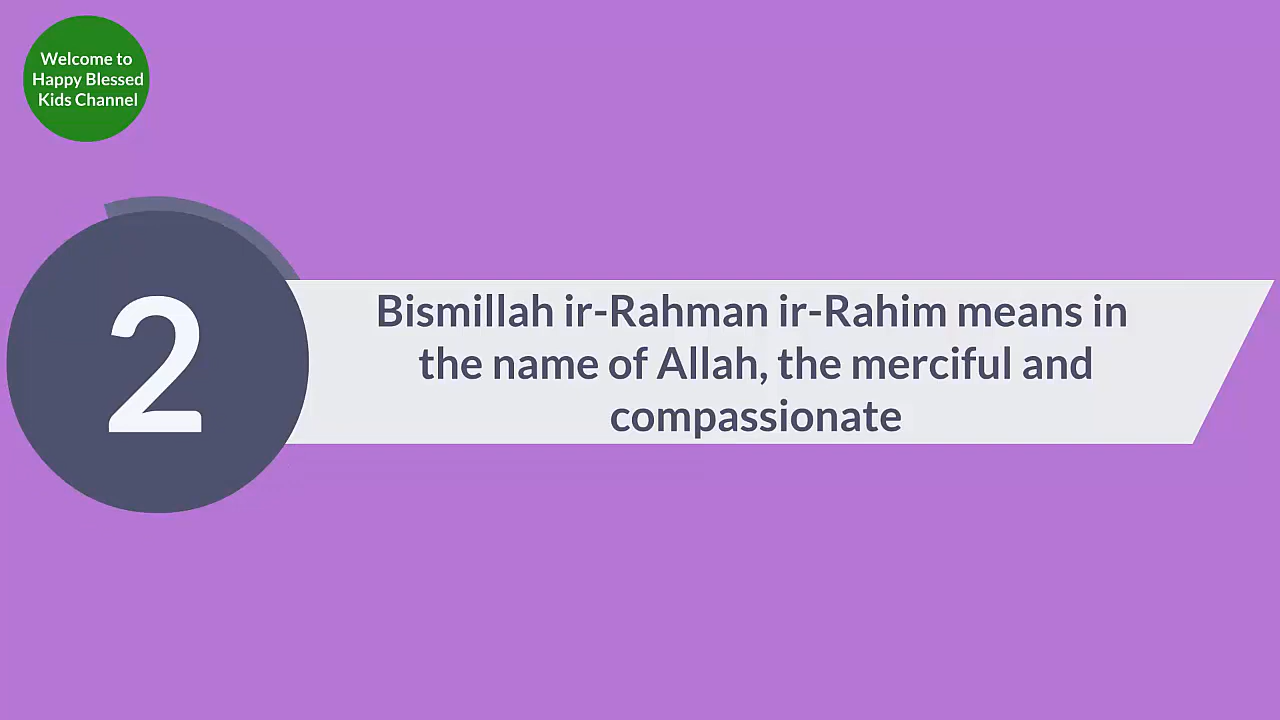 Welcome to
Happy Blessed
Kids Channel
2
Bismillah ir-Rahman ir-Rahim means in
the name of Allah, the merciful and
compassionate